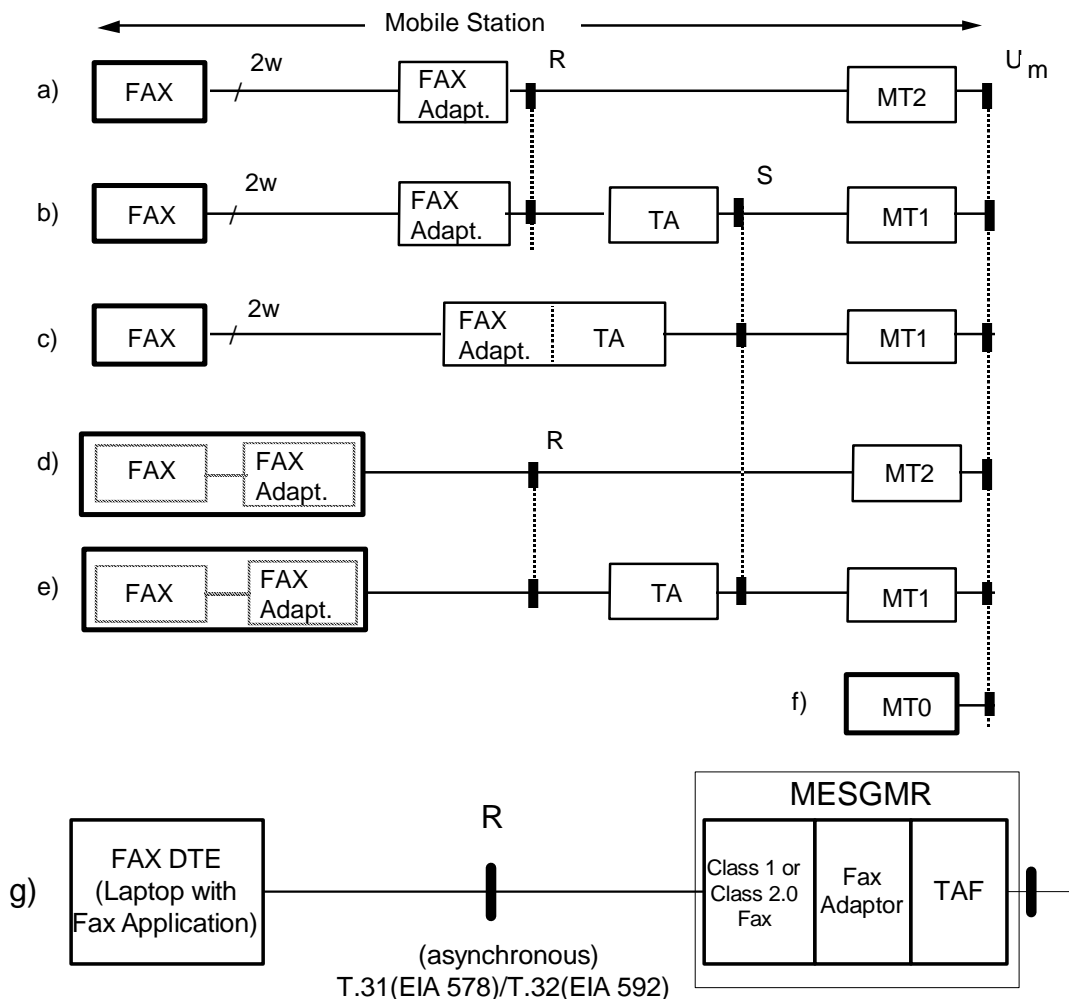 Mobile Station
U m
a) FAX 2w FAX Adapt. R MT2
b) FAX 2w FAX Adapt. TA S MT1
c) FAX 2w FAX Adapt. TA MT1
d) FAX FAX Adapt. R MT2
e) FAX FAX Adapt. TA MT1
f) MT0
MESGMR
g)
FAX DTE
(Laptop with
Fax Application)
R
(asynchronous)
T.31(EIA 578)/T.32(EIA 592)
Class 1 or
Class 2.0
Fax
Fax
Adaptor
TAF